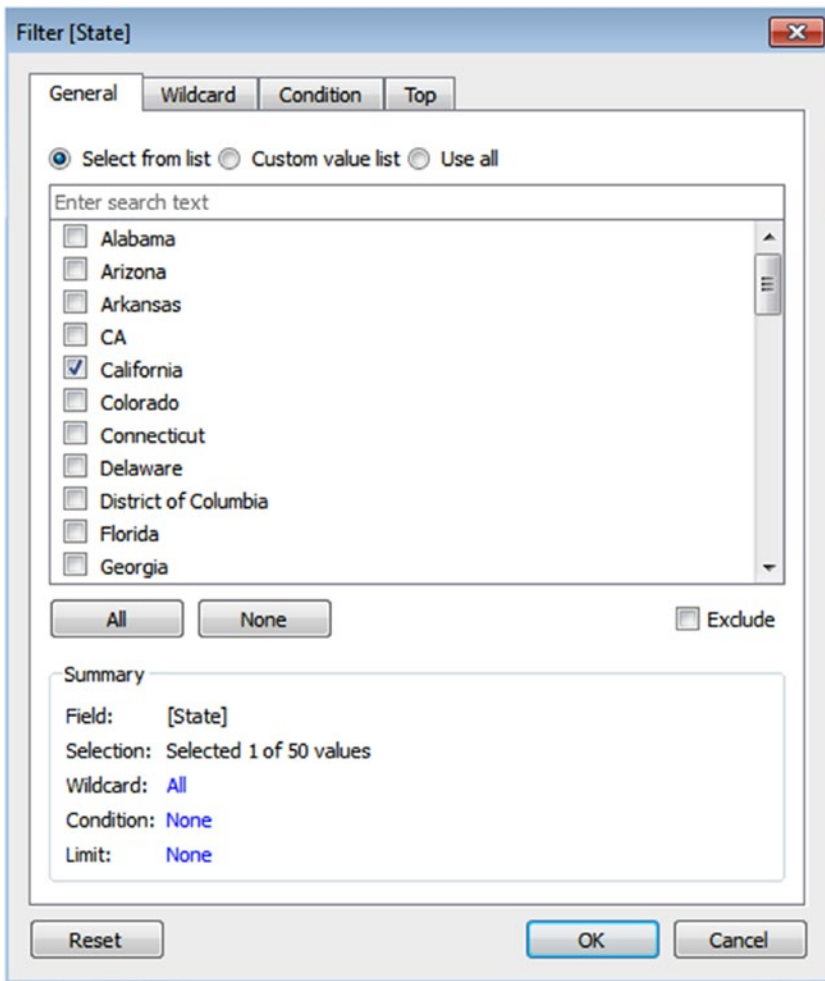 Filter [State]
General Wildcard Condition Top
Select from list Custom value list Use all
Enter search text
Alabama
Arizona
Arkansas
CA
California
Colorado
Connecticut
Delaware
District of Columbia
Florida
Georgia
All None Exclude
Summary
Field: [State]
Selection: Selected 1 of 50 values
Wildcard: All
Condition: None
Limit: None
Reset OK Cancel